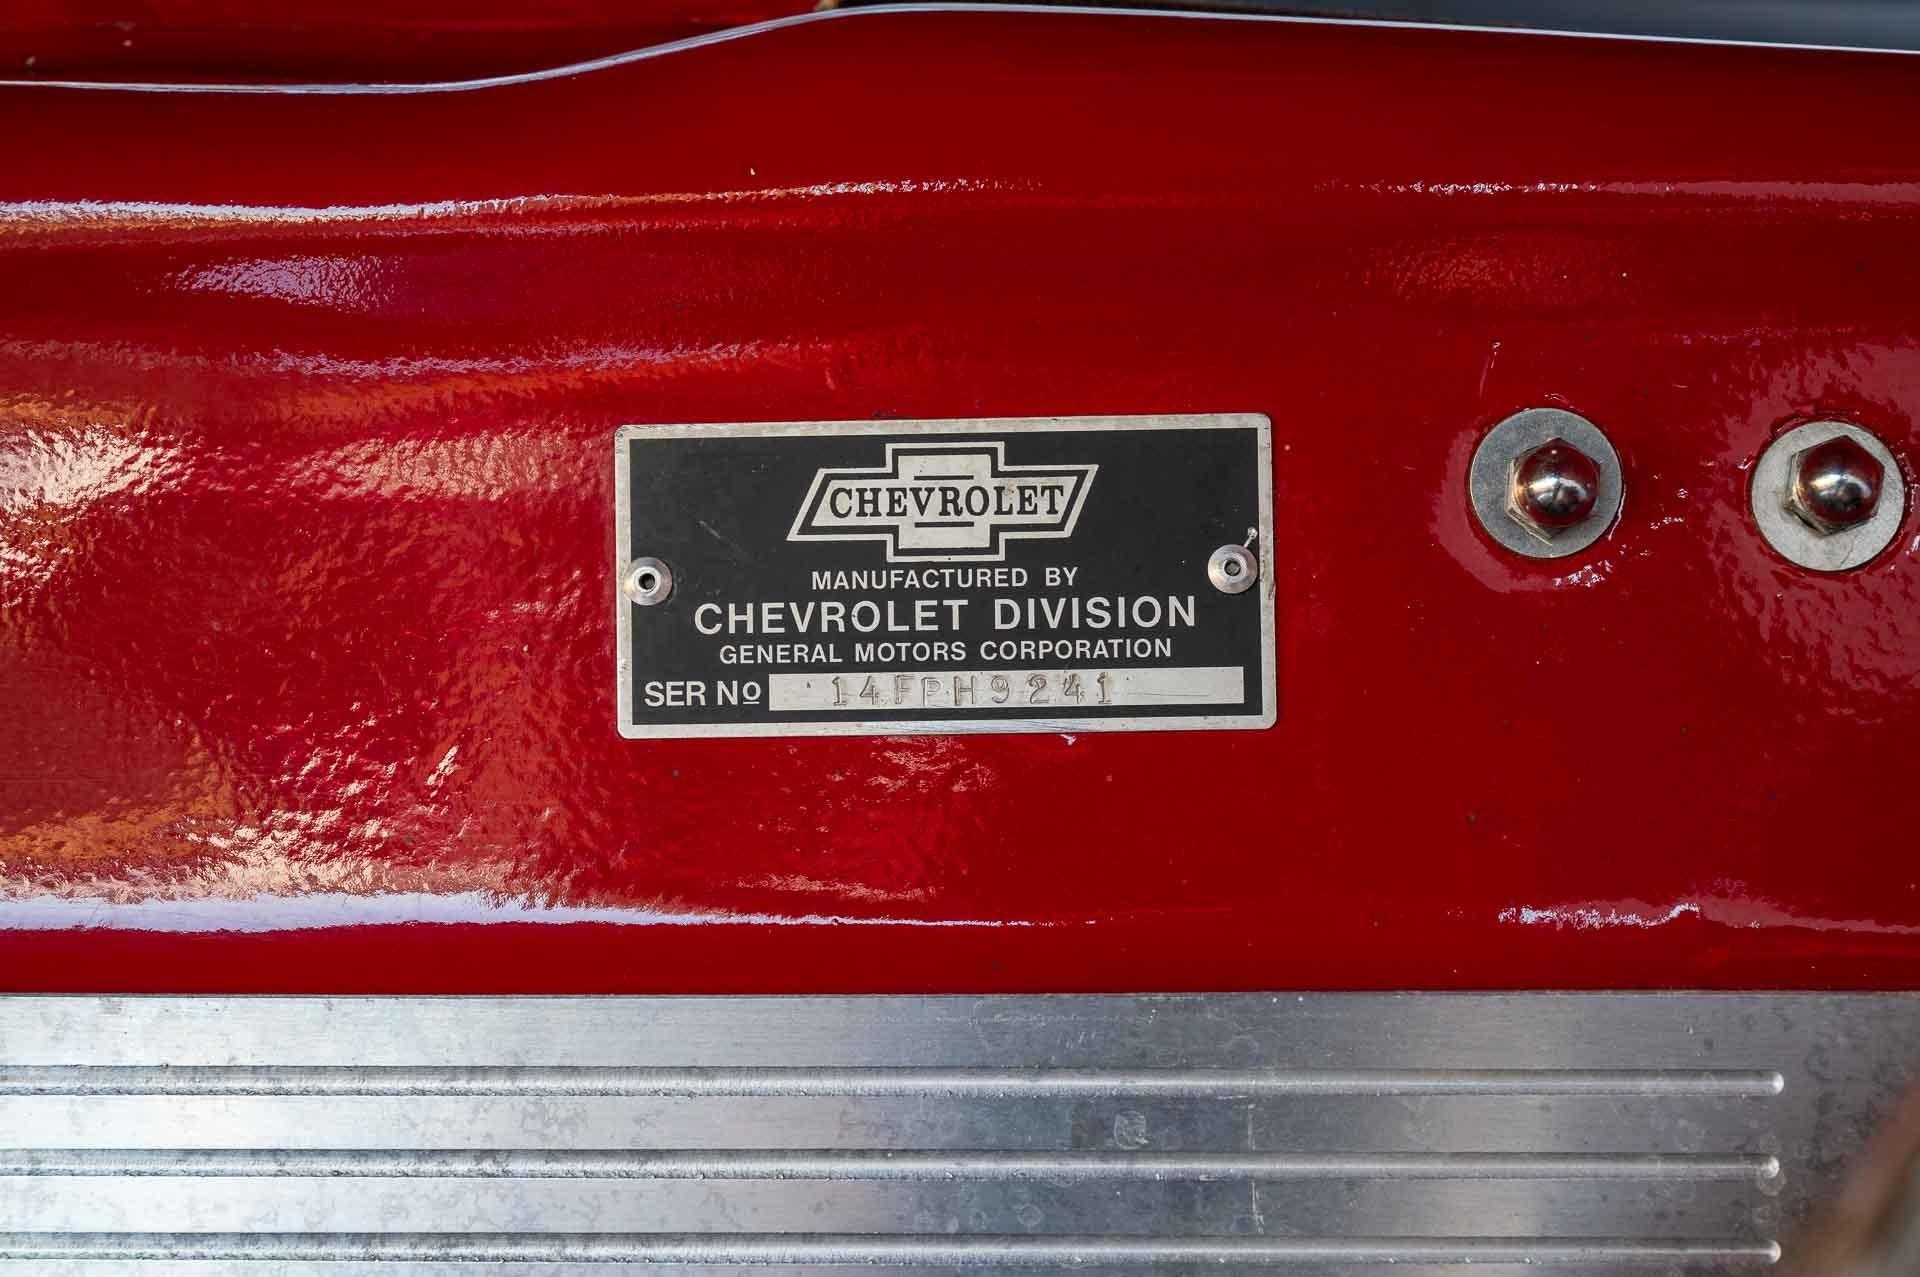 CHEVROLET
MANUFACTURED BY
CHEVROLET DIVISION
GENERAL MOTORS CORPORATION
SER Nº 14FPH9241